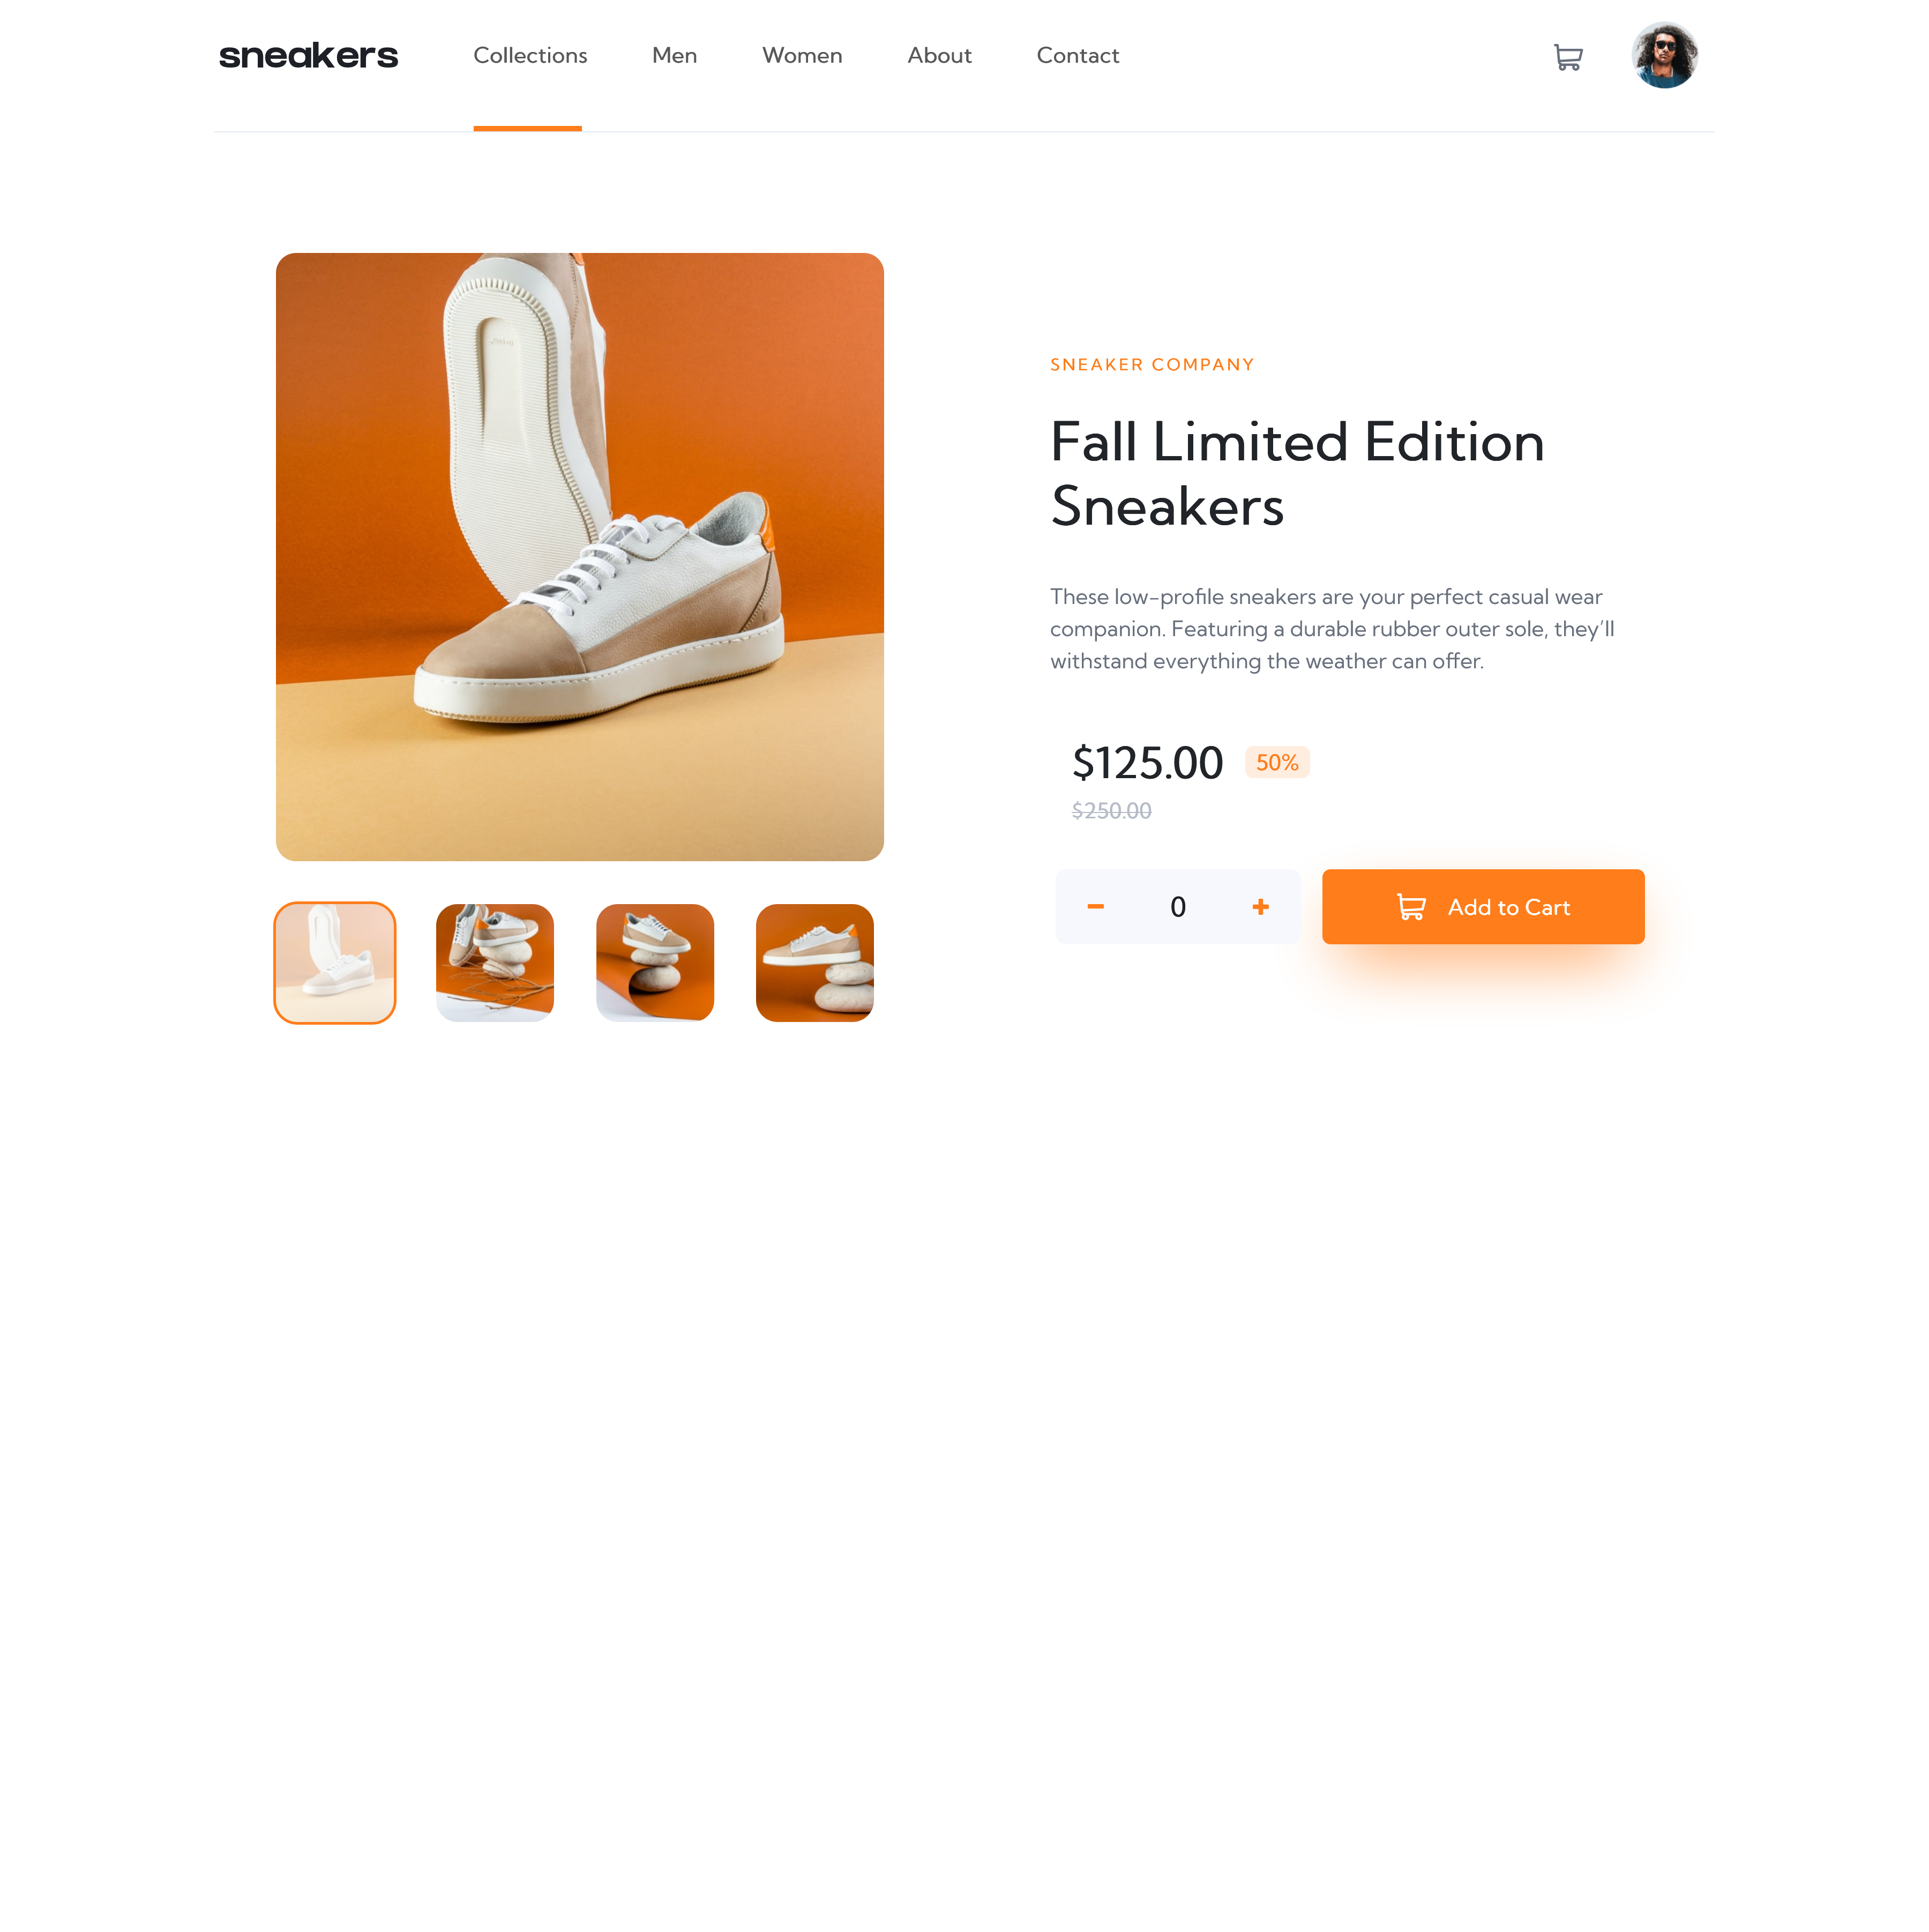 sneakers
Collections
Men
Women
About
Contact
SNEAKER COMPANY
Fall Limited Edition
Sneakers
These low-profile sneakers are your perfect casual wear
companion. Featuring a durable rubber outer sole, they’ll
withstand everything the weather can offer.
$125.00 50%
$250.00
0
Add to Cart